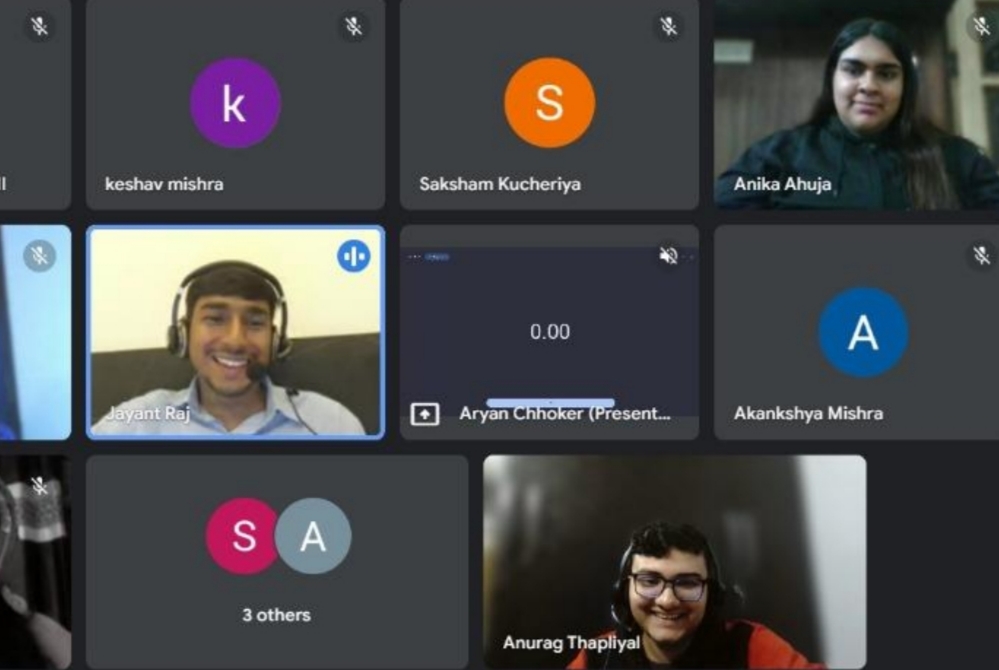 k
S
ll
keshav mishra
Saksham Kucheriya
Anika Ahuja
0.00
A
Jayant Raj
Aryan Chhoker (Present...
Akankshya Mishra
S A
3 others
Anurag Thapliyal